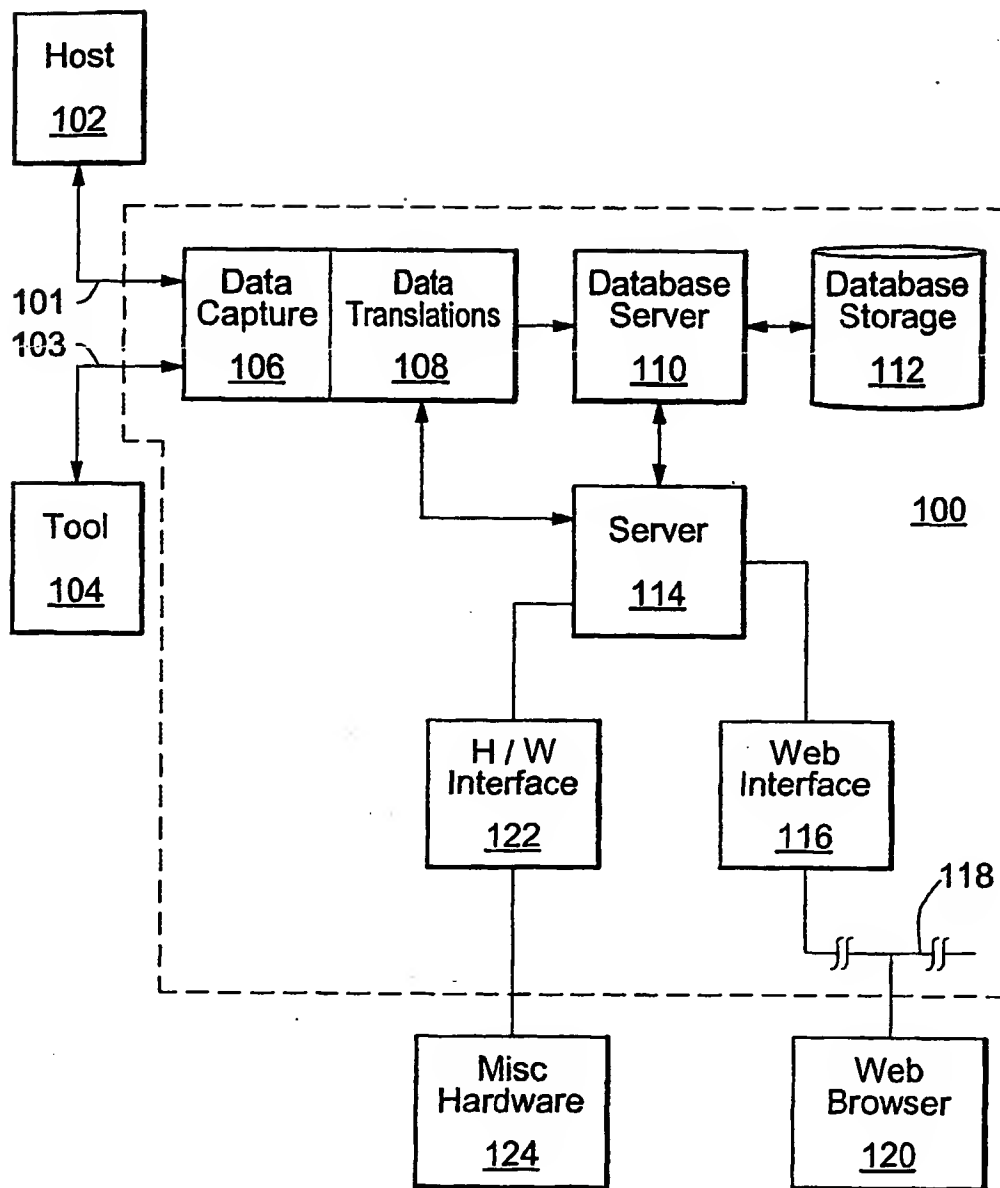 Host
102
101
103
Data
Capture
106
Data
Translations
108
Database
Server
110
Database
Storage
112
Tool
104
Server
114
100
H / W
Interface
122
Web
Interface
116
118
Misc
Hardware
124
Web
Browser
120